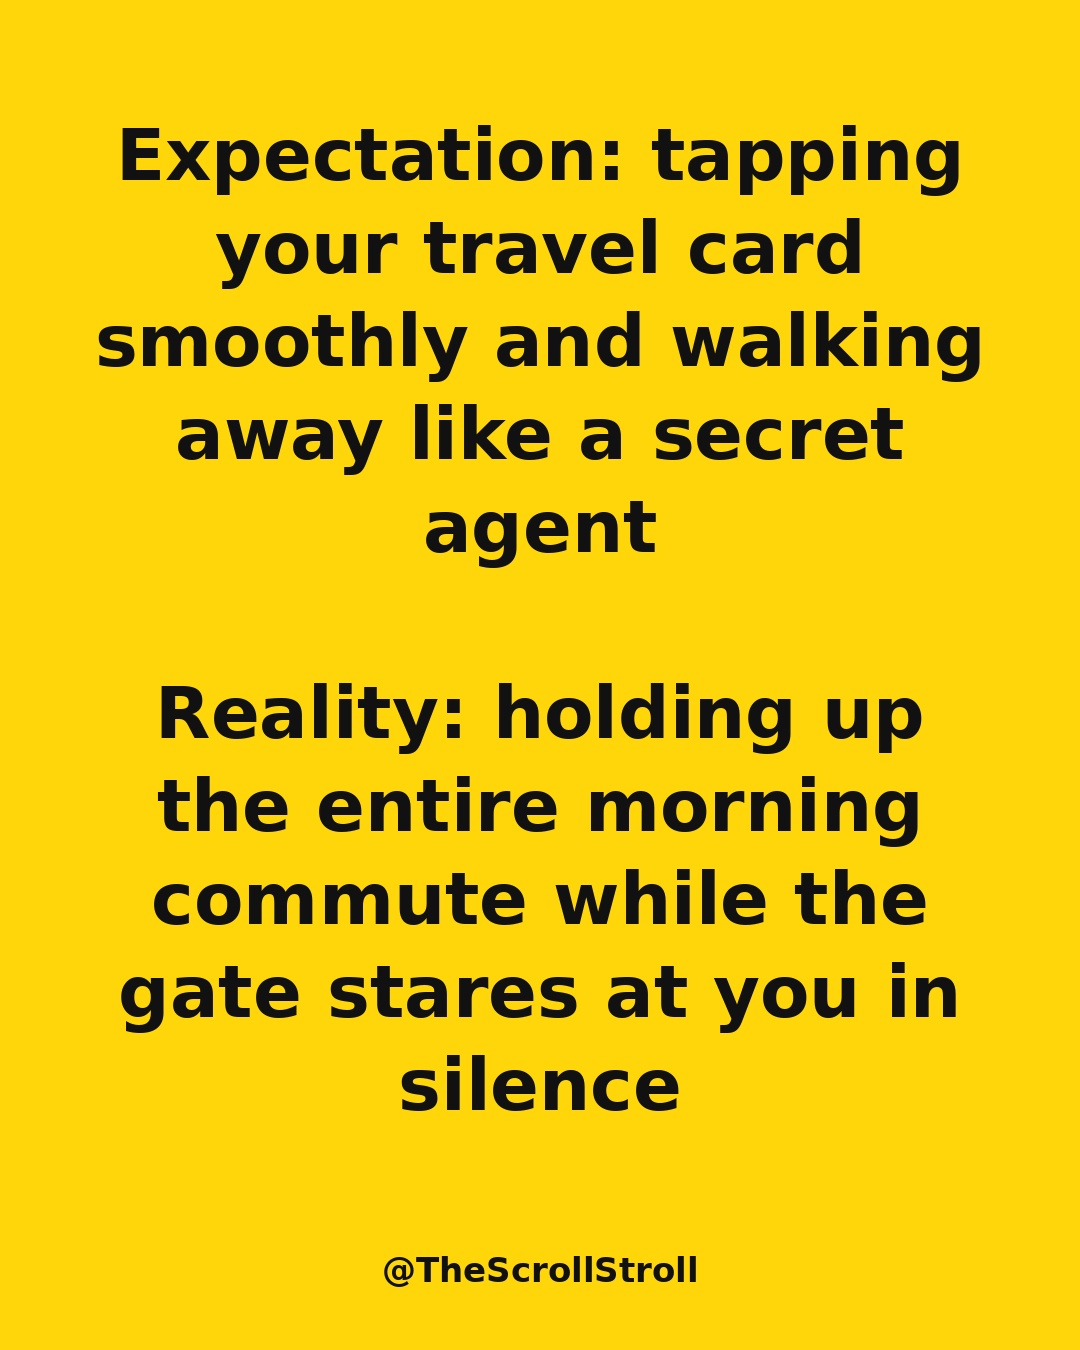 Expectation: tapping
your travel card
smoothly and walking
away like a secret
agent
Reality: holding up
the entire morning
commute while the
gate stares at you in
silence
@TheScrollStroll